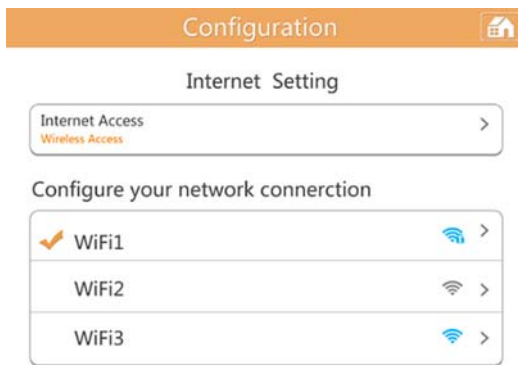 Configuration
Internet Setting
Internet Access
Wireless Access
Configure your network connerction
WiFi1
WiFi2
WiFi3